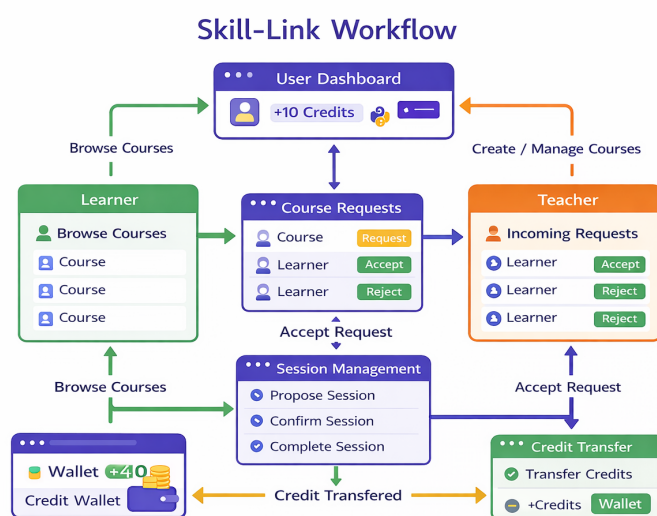 Skill-Link Workflow
User Dashboard
+10 Credits
Browse Courses
Create / Manage Courses
Learner
Browse Courses
Course
Course
Course
Course Requests
Course Request
Learner Accept
Learner Reject
Teacher
Incoming Requests
Learner Accept
Learner Reject
Learner Reject
Accept Request
Browse Courses
Session Management
Propose Session
Confirm Session
Complete Session
Accept Request
Wallet +40
Credit Wallet
Credit Transferred
Credit Transfer
Transfer Credits
+Credits Wallet